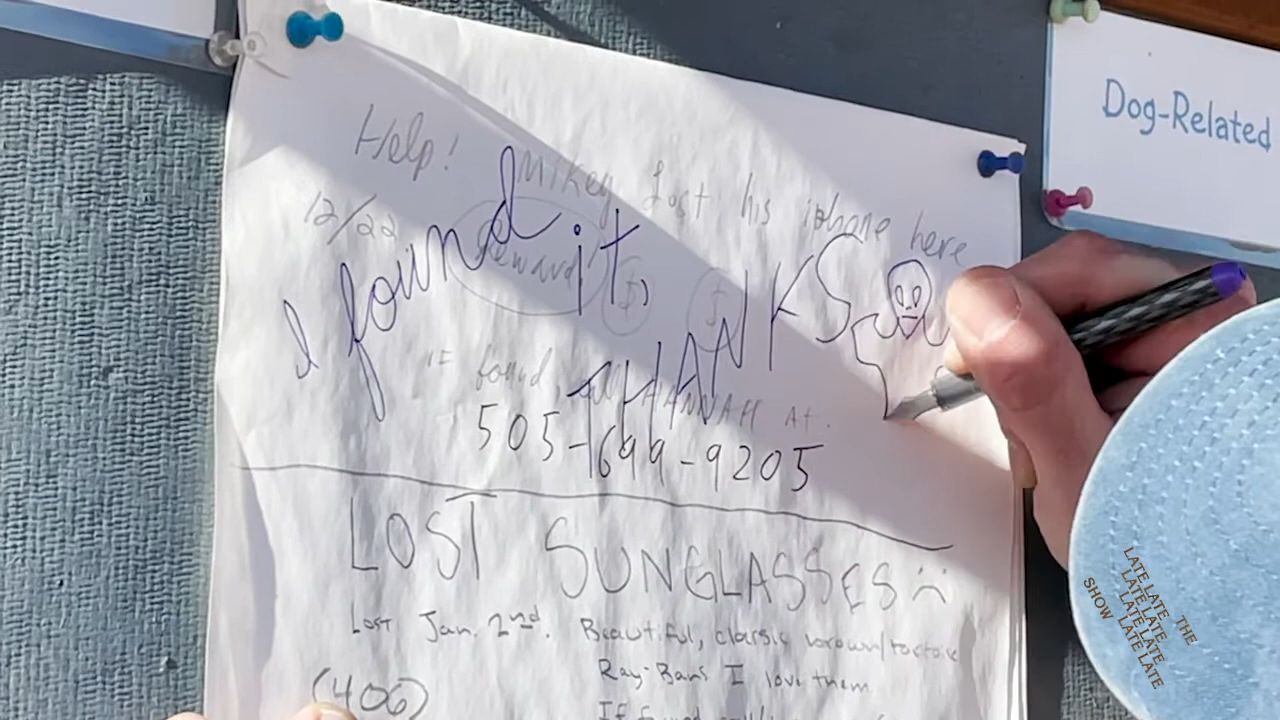 Dog-Related
Help! Mikey Lost his iphone here
12/22
Reward!
$ $
I found it,
THANKS
IF found, call HANNAH AT.
505-699-9205
LOST SUNGLASSES
Lost Jan. 2nd. Beautiful, classic brown/tortoise
Ray-Bans I love them
(406)
If found
THE
LATE LATE
LATE LATE
LATE LATE
SHOW LATE LATE